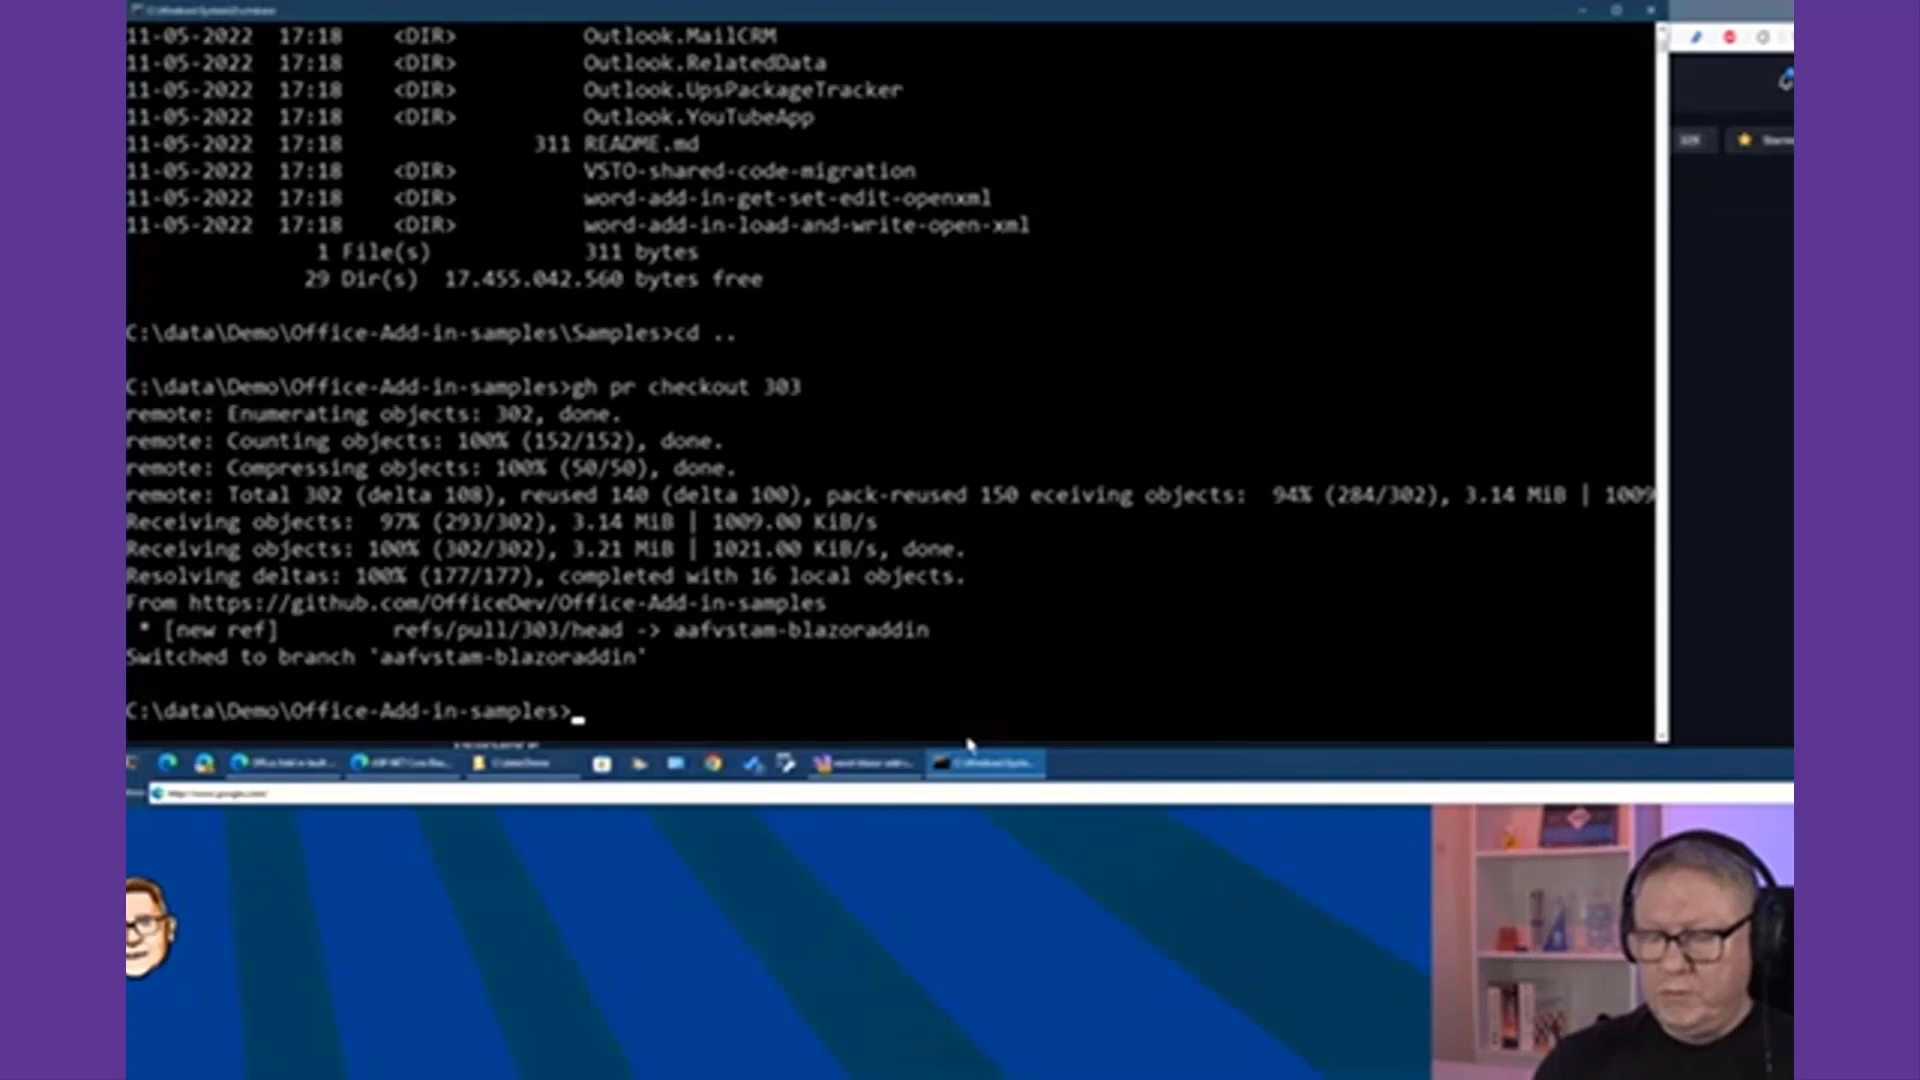 11-05-2022 17:18 <DIR> Outlook.MailCRM
11-05-2022 17:18 <DIR> Outlook.RelatedData
11-05-2022 17:18 <DIR> Outlook.UpsPackageTracker
11-05-2022 17:18 <DIR> Outlook.YouTubeApp
11-05-2022 17:18 311 README.md
11-05-2022 17:18 <DIR> VSTO-shared-code-migration
11-05-2022 17:18 <DIR> word-add-in-get-set-edit-openxml
11-05-2022 17:18 <DIR> word-add-in-load-and-write-open-xml
1 File(s) 311 bytes
29 Dir(s) 17.455.042.560 bytes free
C:\data\Demo\Office-Add-in-samples\Samples>cd ..
C:\data\Demo\Office-Add-in-samples>gh pr checkout 303
remote: Enumerating objects: 302, done.
remote: Counting objects: 100% (152/152), done.
remote: Compressing objects: 100% (50/50), done.
remote: Total 302 (delta 108), reused 140 (delta 100), pack-reused 150 eceiving objects: 94% (284/302), 3.14 MiB | 1009
Receiving objects: 97% (293/302), 3.14 MiB | 1009.00 KiB/s
Receiving objects: 100% (302/302), 3.21 MiB | 1021.00 KiB/s, done.
Resolving deltas: 100% (177/177), completed with 16 local objects.
From https://github.com/OfficeDev/Office-Add-in-samples
* [new ref] refs/pull/303/head -> aafvstam-blazoraddin
Switched to branch 'aafvstam-blazoraddin'
C:\data\Demo\Office-Add-in-samples>